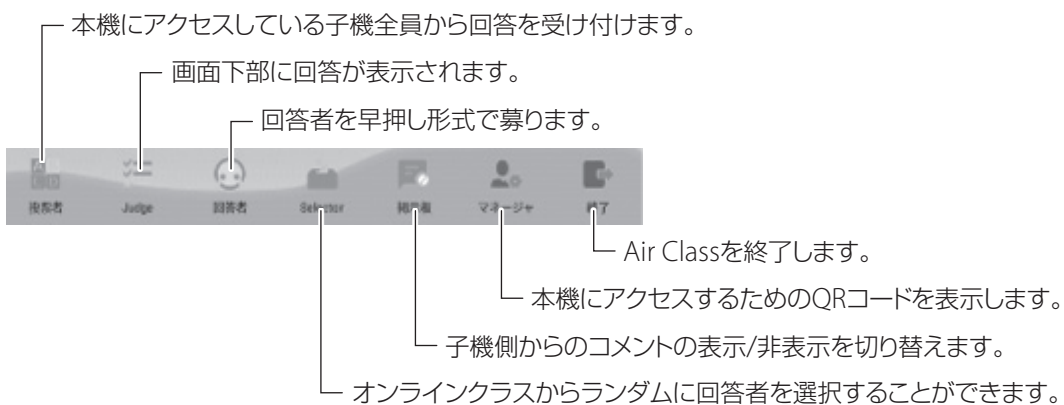 本機にアクセスしている子機全員から回答を受け付けます。
画面下部に回答が表示されます。
回答者を早押し形式で募ります。
Judge 回答者 Selector 掲示板 マネージャ 終了
Air Classを終了します。
本機にアクセスするためのQRコードを表示します。
子機側からのコメントの表示/非表示を切り替えます。
オンラインクラスからランダムに回答者を選択することができます。